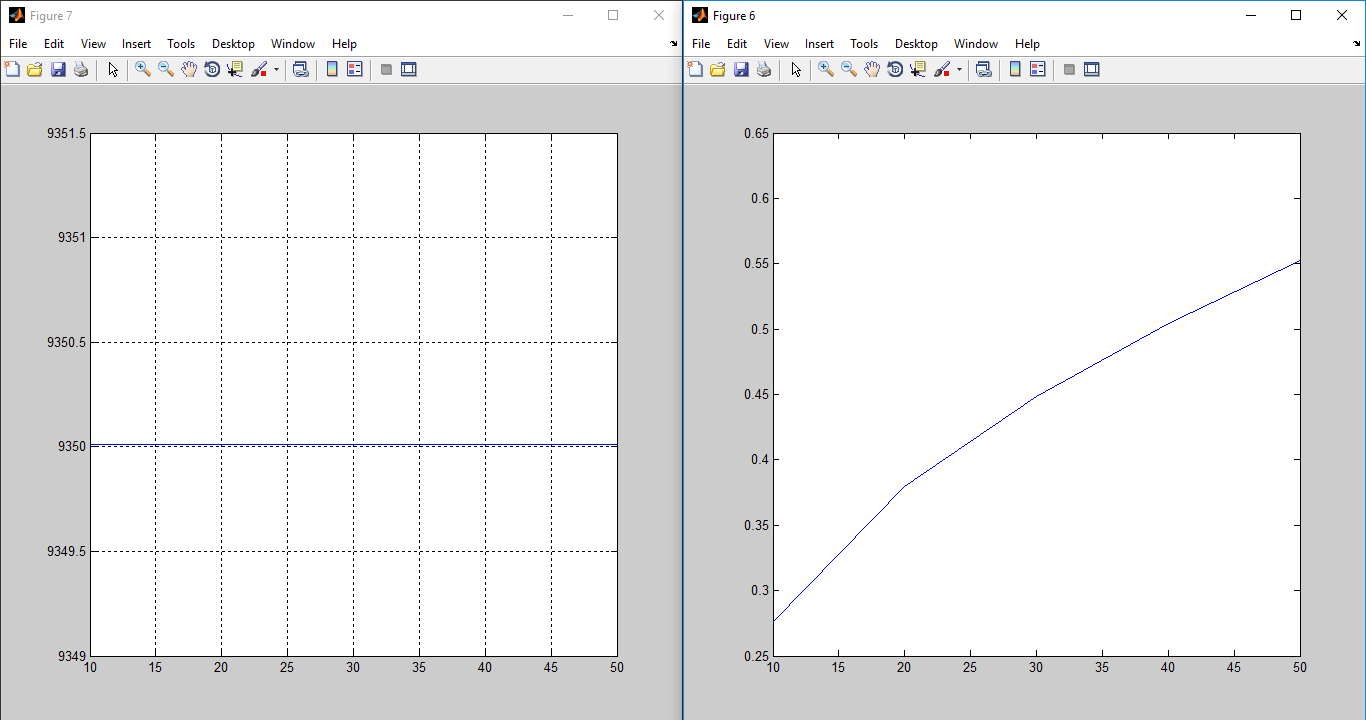 Figure 7
File Edit View Insert Tools Desktop Window Help
9351.5
9351
9350.5
9350
9349.5
9349
10 15 20 25 30 35 40 45 50
Figure 6
File Edit View Insert Tools Desktop Window Help
0.65
0.6
0.55
0.5
0.45
0.4
0.35
0.3
0.25
10 15 20 25 30 35 40 45 50